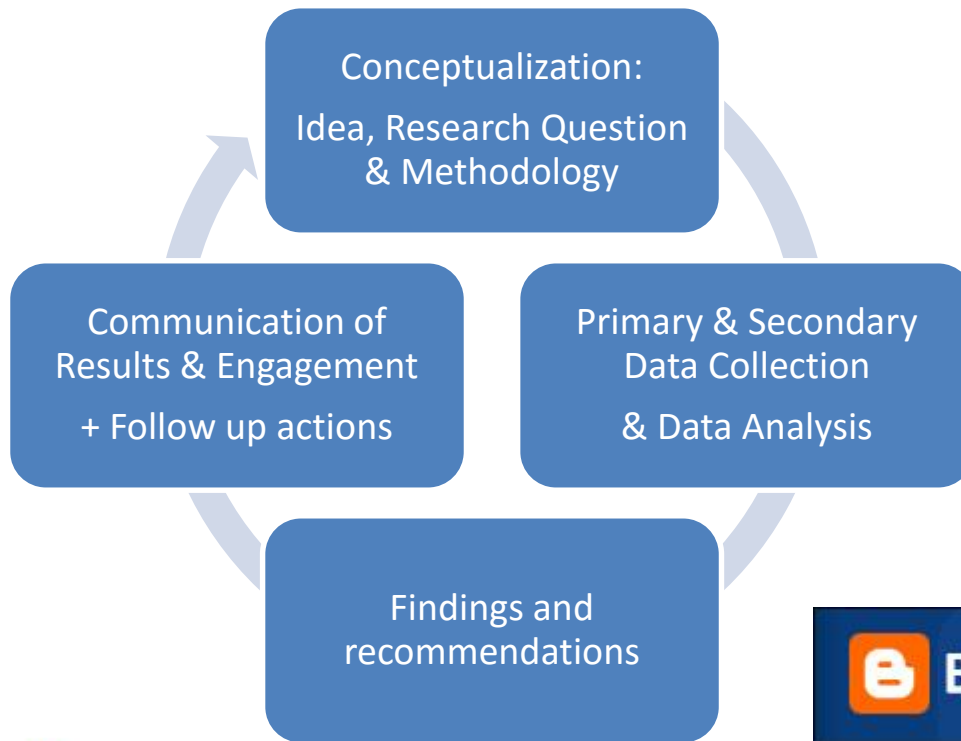 Conceptualization:
Idea, Research Question
& Methodology
Primary & Secondary
Data Collection
& Data Analysis
Findings and
recommendations
Communication of
Results & Engagement
+ Follow up actions